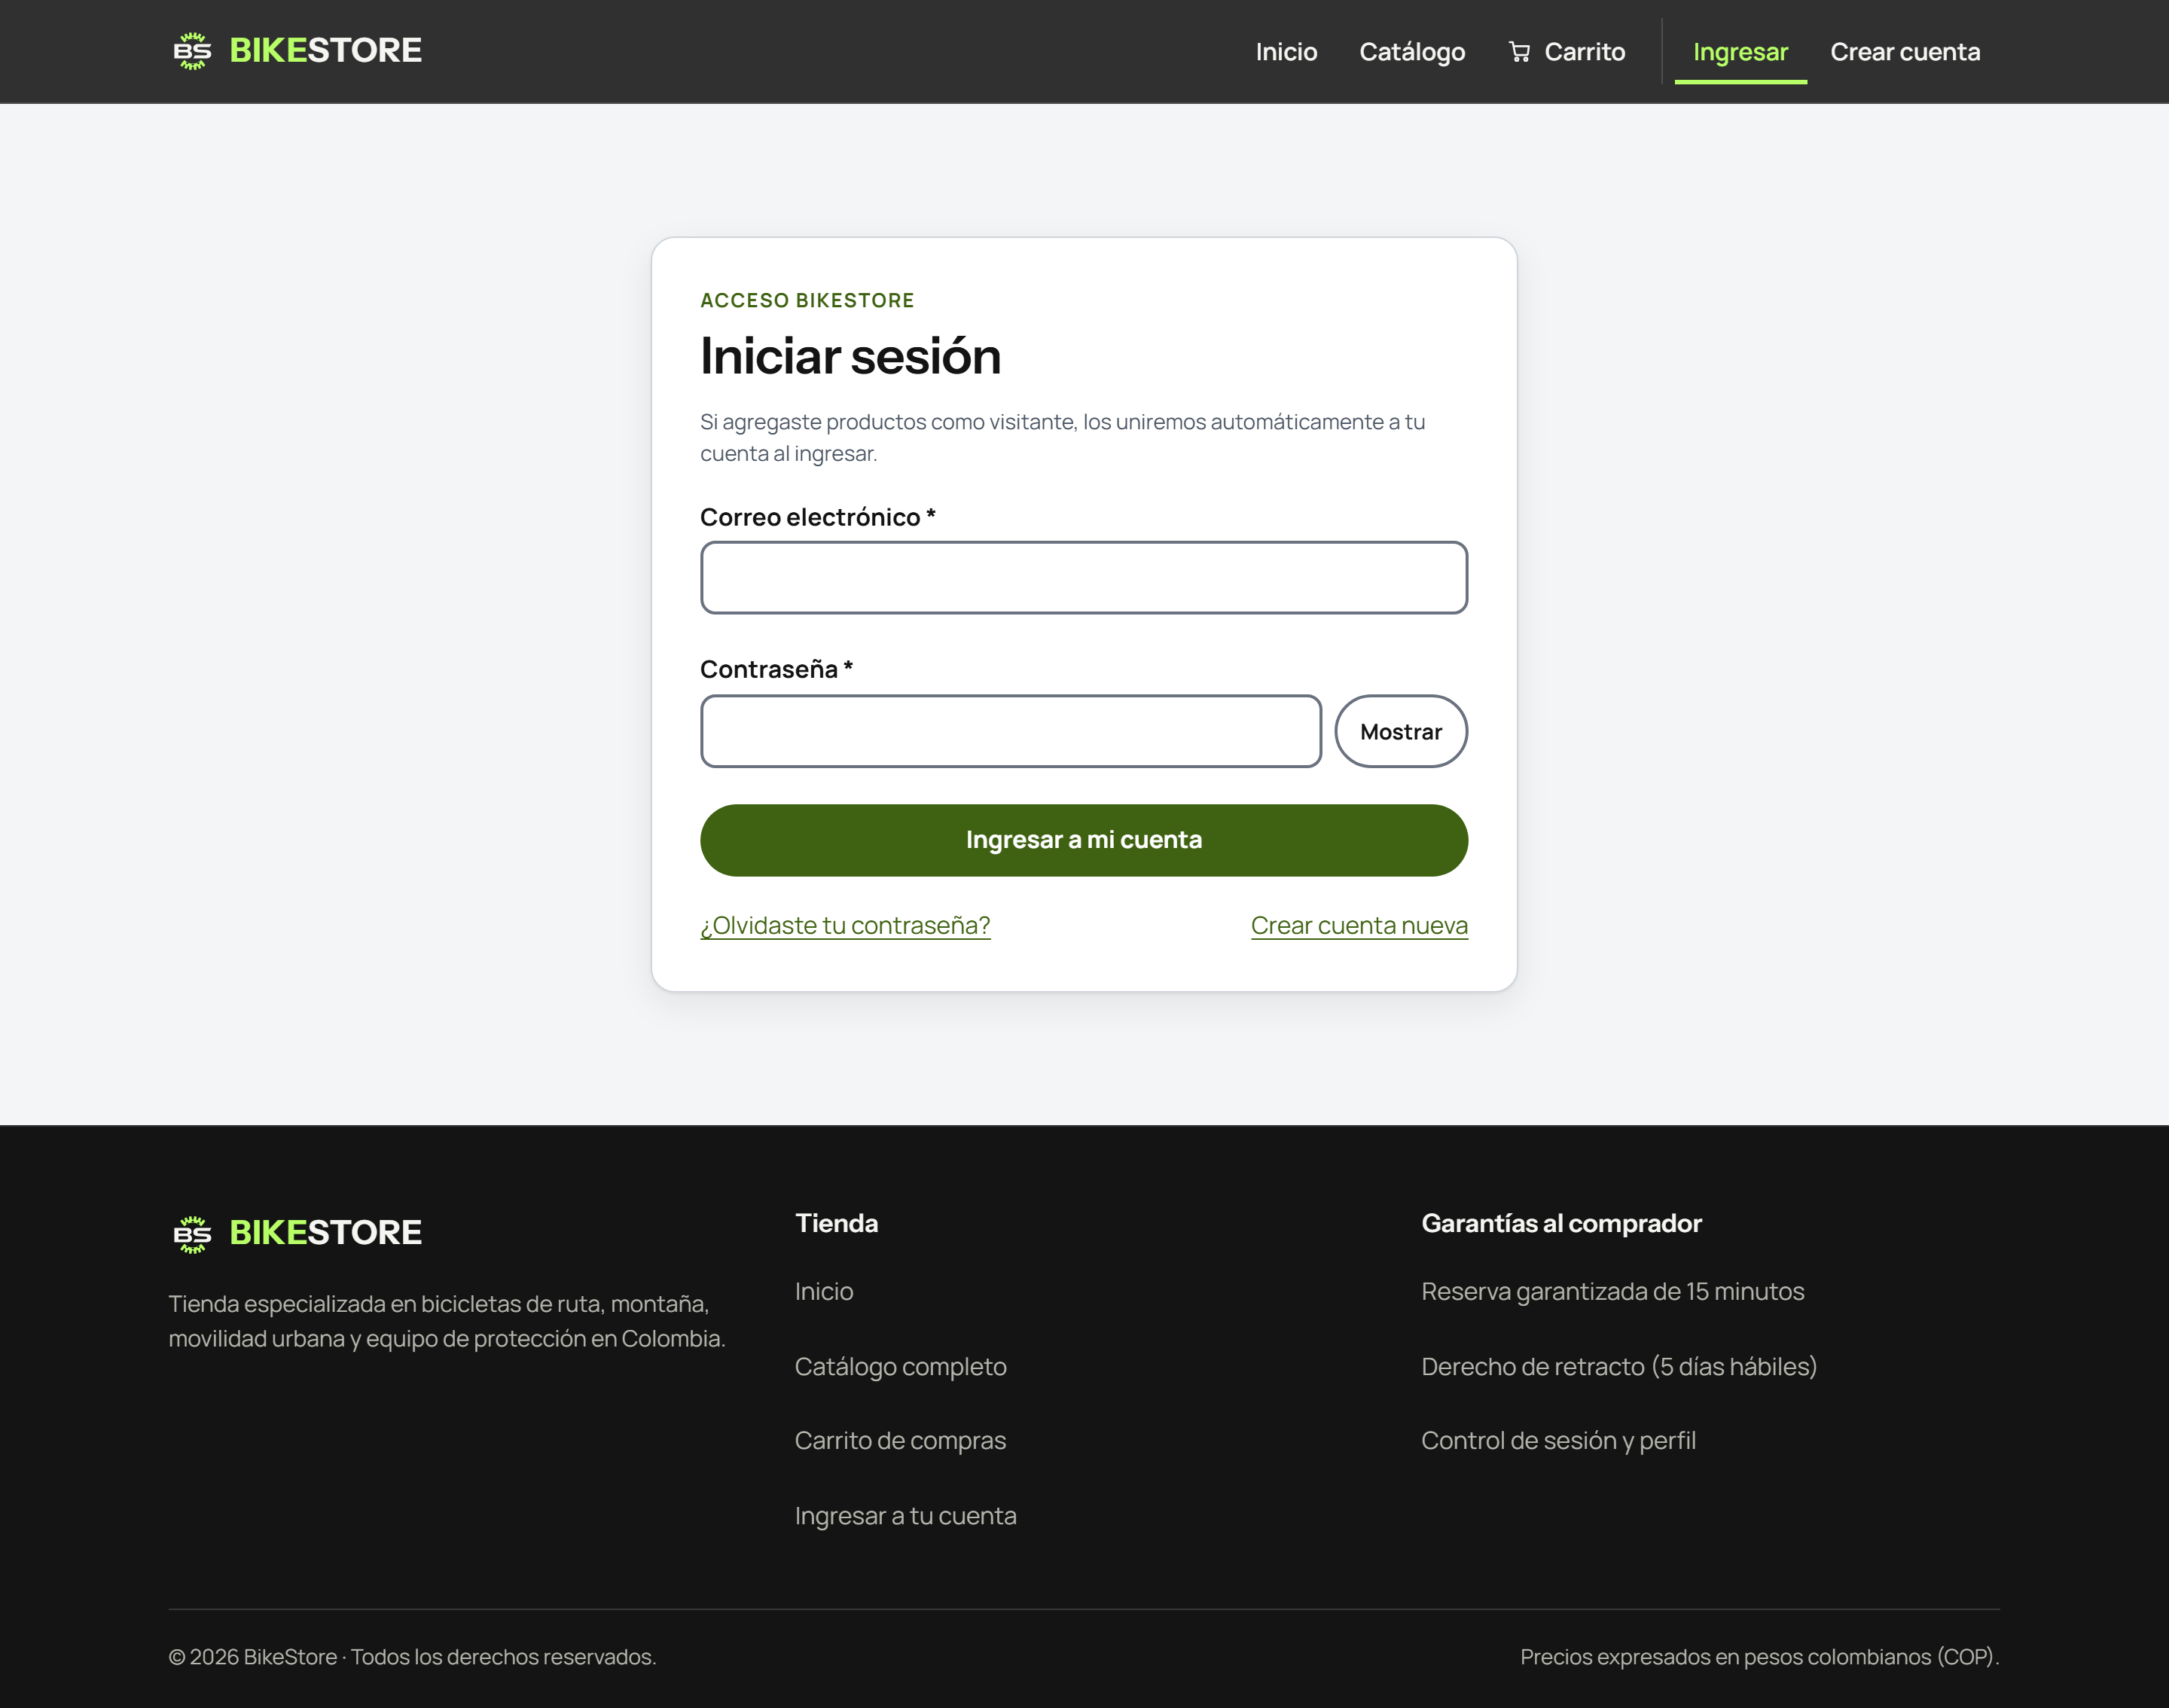 BS BIKESTORE
Inicio
Catálogo
Carrito
Ingresar
Crear cuenta
ACCESO BIKESTORE
Iniciar sesión
Si agregaste productos como visitante, los uniremos automáticamente a tu
cuenta al ingresar.
Correo electrónico *
Contraseña *
Mostrar
Ingresar a mi cuenta
¿Olvidaste tu contraseña?
Crear cuenta nueva
BS BIKESTORE
Tienda especializada en bicicletas de ruta, montaña,
movilidad urbana y equipo de protección en Colombia.
Tienda
Inicio
Catálogo completo
Carrito de compras
Ingresar a tu cuenta
Garantías al comprador
Reserva garantizada de 15 minutos
Derecho de retracto (5 días hábiles)
Control de sesión y perfil
© 2026 BikeStore · Todos los derechos reservados.
Precios expresados en pesos colombianos (COP).